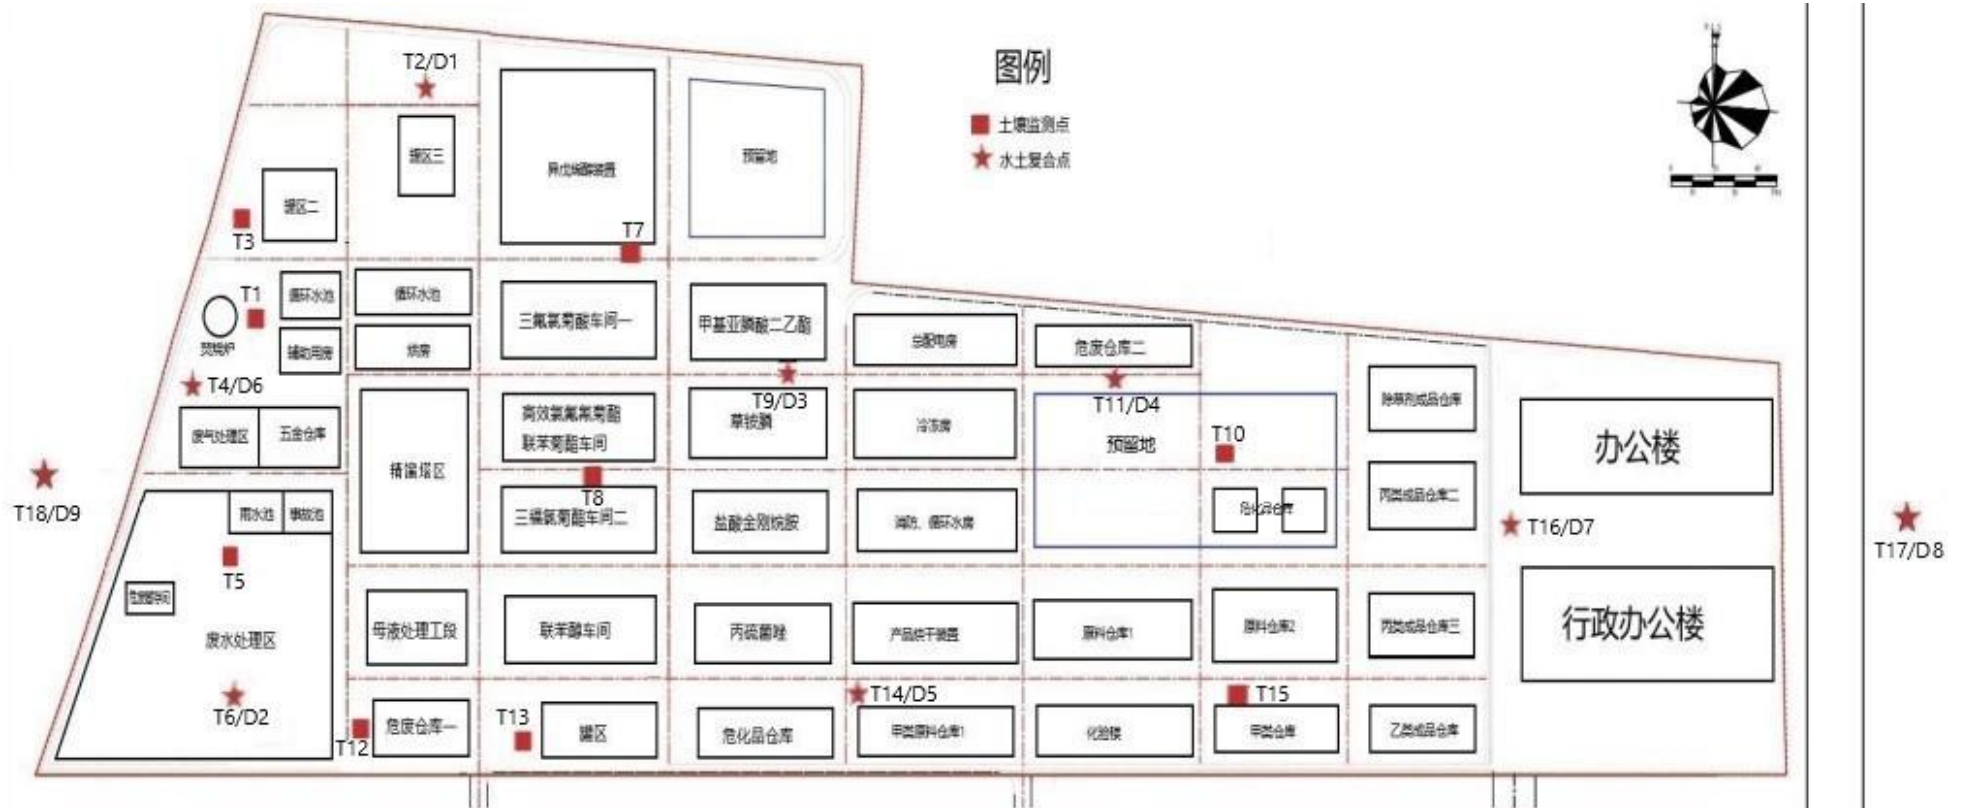 图例
土壤监测点
水土复合点
T2/D1
罐区三
异戊烯醇装置
预留地
罐区二
T3
T7
T1
循环水池
循环水池
三氟氯菊酸车间一
甲基亚膦酸二乙酯
总配电房
危废仓库二
焚烧炉
辅助用房
烘房
T4/D6
T9/D3
T11/D4
除草剂成品仓库
废气处理区
五金仓库
精馏塔区
高效氯氟氰菊酯
联苯菊酯车间
草铵膦
冷冻房
预留地
T10
办公楼
T18/D9
T8
雨水池
事故池
三福氯菊酯车间二
盐酸金刚烷胺
消防、循环水房
危化品仓库
丙类成品仓库二
T16/D7
T17/D8
T5
废水处理区
母液处理工段
联苯醇车间
丙硫菌唑
产品烘干装置
原料仓库1
原料仓库2
丙类成品仓库三
行政办公楼
T6/D2
T12
危废仓库一
T13
罐区
危化品仓库
T14/D5
甲类原料仓库1
化验楼
T15
甲类仓库
乙类成品仓库